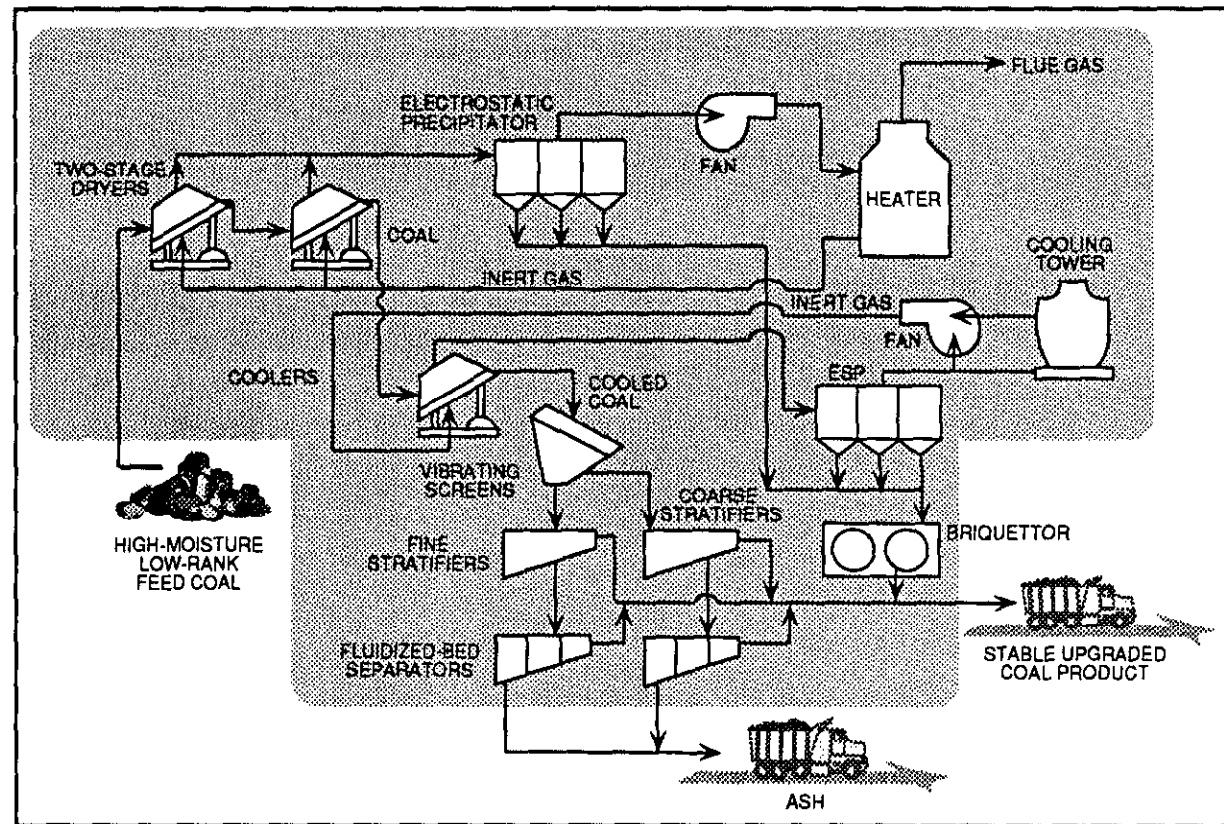 FLUE GAS
ELECTROSTATIC
PRECIPITATOR
FAN
TWO-STAGE
DRYERS
HEATER
COAL
COOLING
TOWER
INERT GAS
INERT GAS
FAN
COOLERS
COOLED
COAL
ESP
VIBRATING
SCREENS
COARSE
STRATIFIERS
HIGH-MOISTURE
LOW-RANK
FEED COAL
FINE
STRATIFIERS
BRIQUETTOR
FLUIDIZED-BED
SEPARATORS
STABLE UPGRADED
COAL PRODUCT
ASH